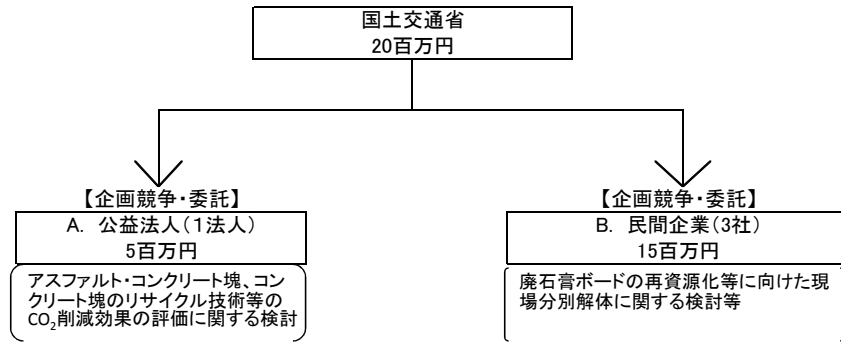 国土交通省
20百万円
【企画競争・委託】
A. 公益法人(1法人)
5百万円
アスファルト・コンクリート塊、コン
クリート塊のリサイクル技術等の
CO₂削減効果の評価に関する検討
【企画競争・委託】
B. 民間企業(3社)
15百万円
廃石膏ボードの再資源化等に向けた現
場分別解体に関する検討等